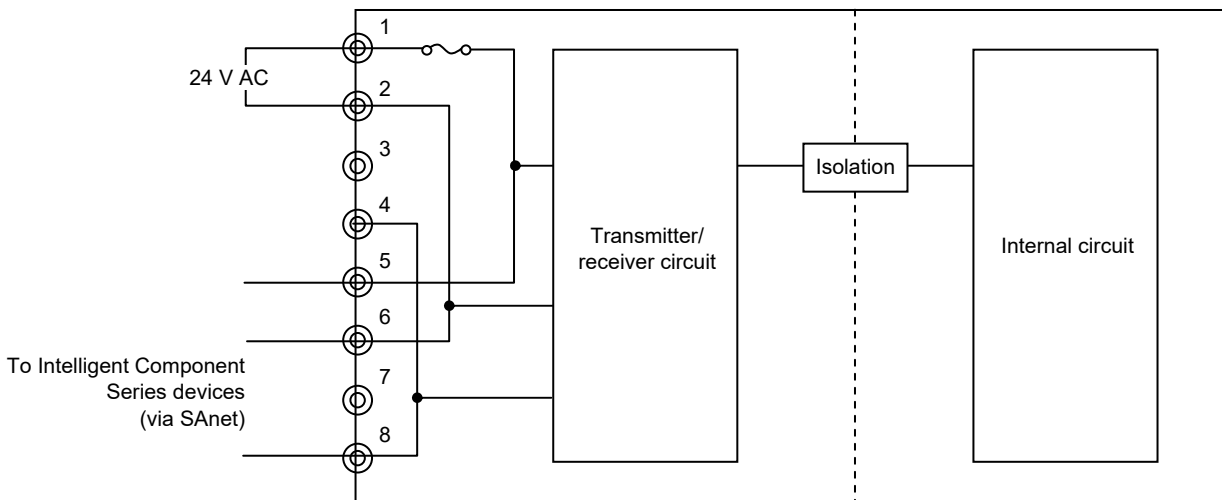 1
24 V AC
2
3
4
5
6
7
8
To Intelligent Component
Series devices
(via SAnet)
Transmitter/
receiver circuit
Isolation
Internal circuit